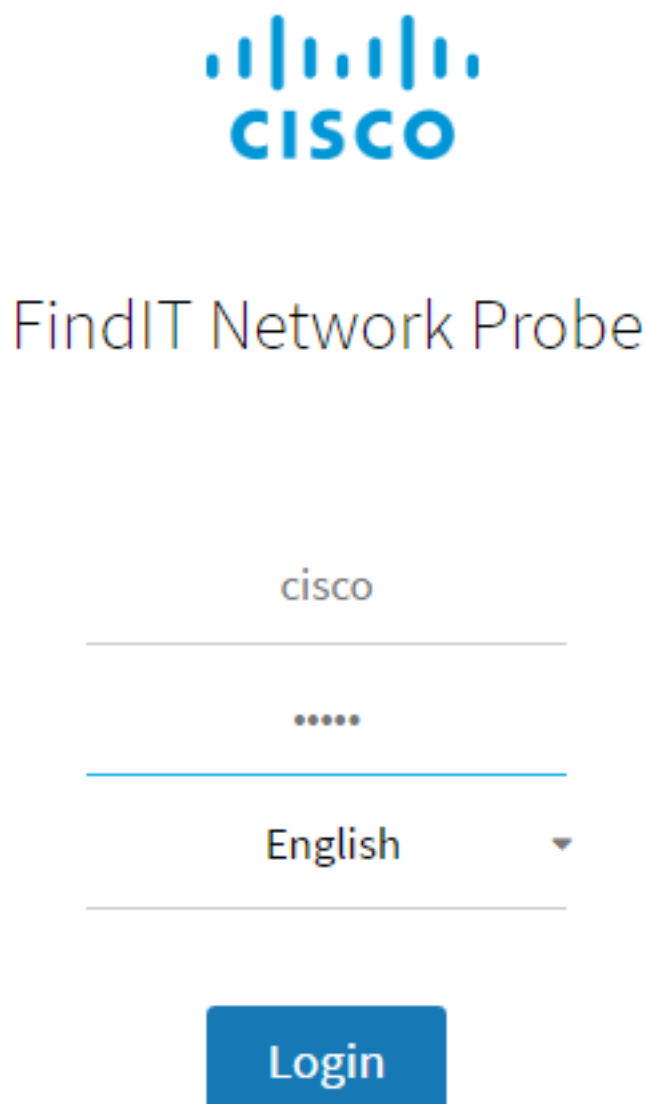 CISCO
FindIT Network Probe
cisco
•••••
English
Login